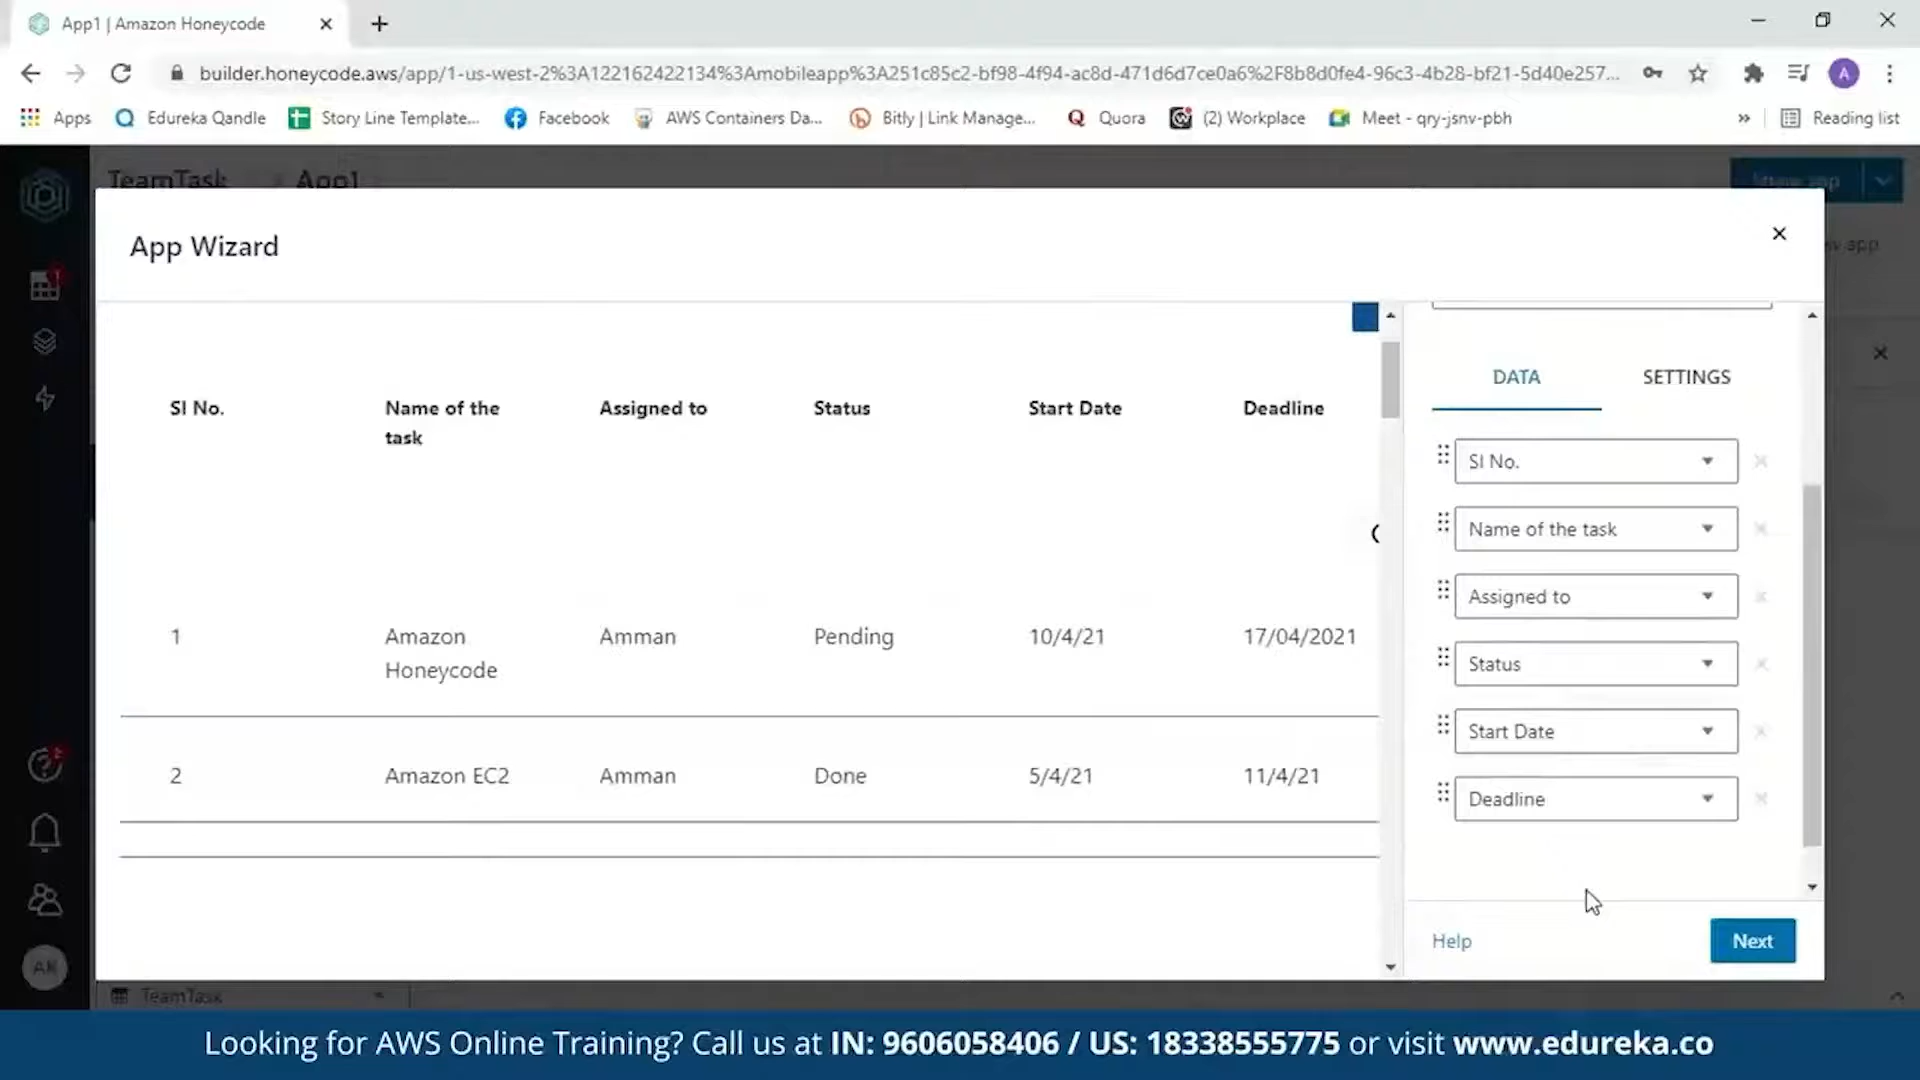 App1 | Amazon Honeycode
builder.honeycode.aws/app/1-us-west-2%3A122162422134%3Amobileapp%3A251c85c2-bf98-4f94-ac8d-471d6d7ce0a6%2F8b8d0fe4-96c3-4b28-bf21-5d40e257...
A
Apps
Edureka Qandle
Story Line Template...
Facebook
AWS Containers Da...
Bitly | Link Manage...
Quora
(2) Workplace
Meet - qry-jsnv-pbh
»
Reading list
TeamTask
App1
App Wizard
DATA
SETTINGS
Sl No.
Name of the task
Assigned to
Status
Start Date
Deadline
1
Amazon Honeycode
Amman
Pending
10/4/21
17/04/2021
2
Amazon EC2
Amman
Done
5/4/21
11/4/21
Sl No.
Name of the task
Assigned to
Status
Start Date
Deadline
Help
Next
AK
TeamTask
Looking for AWS Online Training? Call us at IN: 9606058406 / US: 18338555775 or visit www.edureka.co